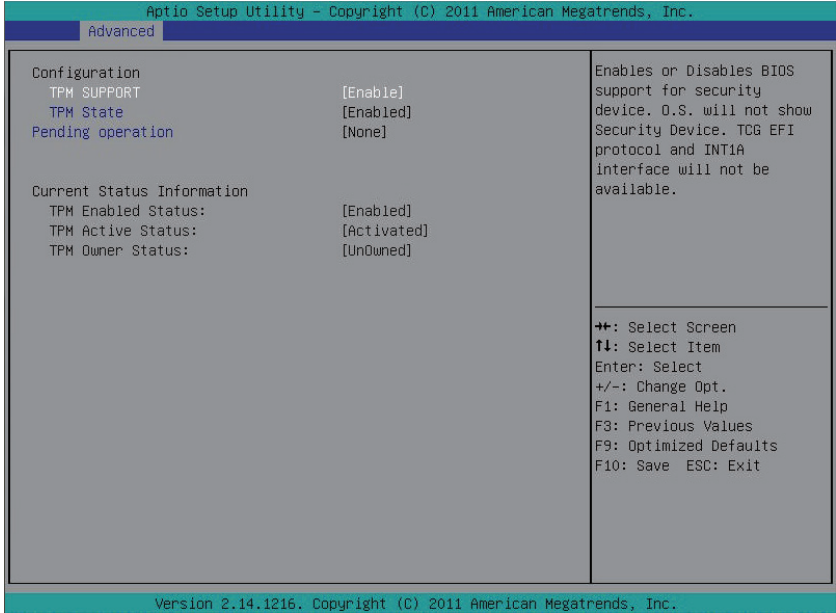 Aptio Setup Utility – Copyright (C) 2011 American Megatrends, Inc.
Advanced
Configuration
TPM SUPPORT [Enable]
TPM State [Enabled]
Pending operation [None]
Current Status Information
TPM Enabled Status: [Enabled]
TPM Active Status: [Activated]
TPM Owner Status: [UnOwned]
Enables or Disables BIOS
support for security
device. O.S. will not show
Security Device. TCG EFI
protocol and INT1A
interface will not be
available.
→←: Select Screen
↑↓: Select Item
Enter: Select
+/-: Change Opt.
F1: General Help
F3: Previous Values
F9: Optimized Defaults
F10: Save ESC: Exit
Version 2.14.1216. Copyright (C) 2011 American Megatrends, Inc.